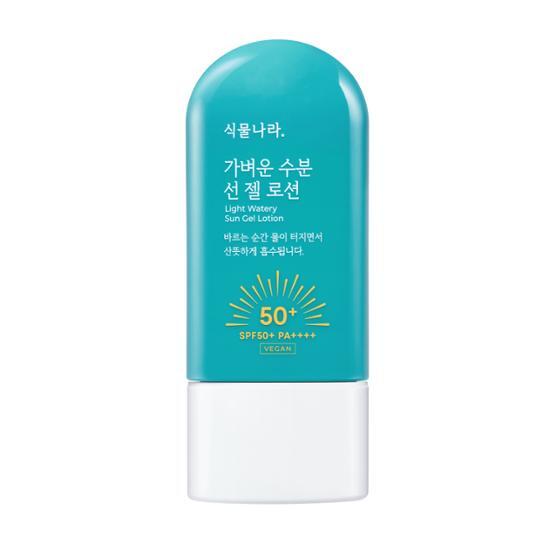 식물나라.
가벼운 수분
선 젤 로션
Light Watery
Sun Gel Lotion
바르는 순간 물이 터지면서
산뜻하게 흡수됩니다.
50+
SPF50+ PA++++
VEGAN